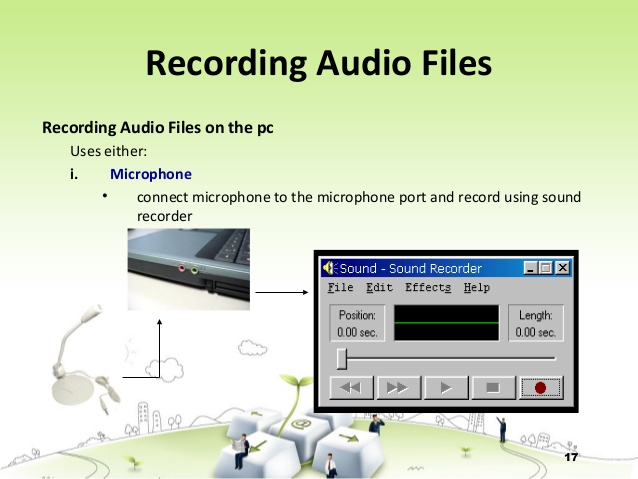 Recording Audio Files
Recording Audio Files on the pc
Uses either:
i. Microphone
• connect microphone to the microphone port and record using sound
recorder
Sound - Sound Recorder
File Edit Effects Help
Position:
0.00 sec.
Length:
0.00 sec.
@
17